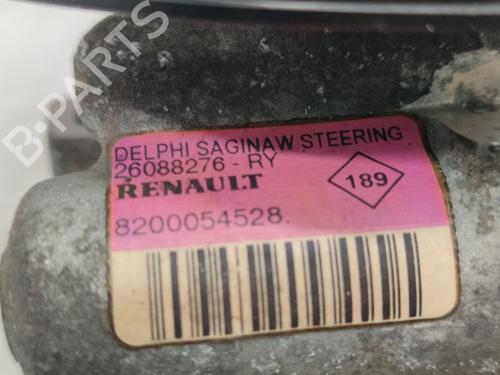 DELPHI SAGINAW STEERING
26088276 - RY
RENAULT
189
8200054528.
B-PARTS